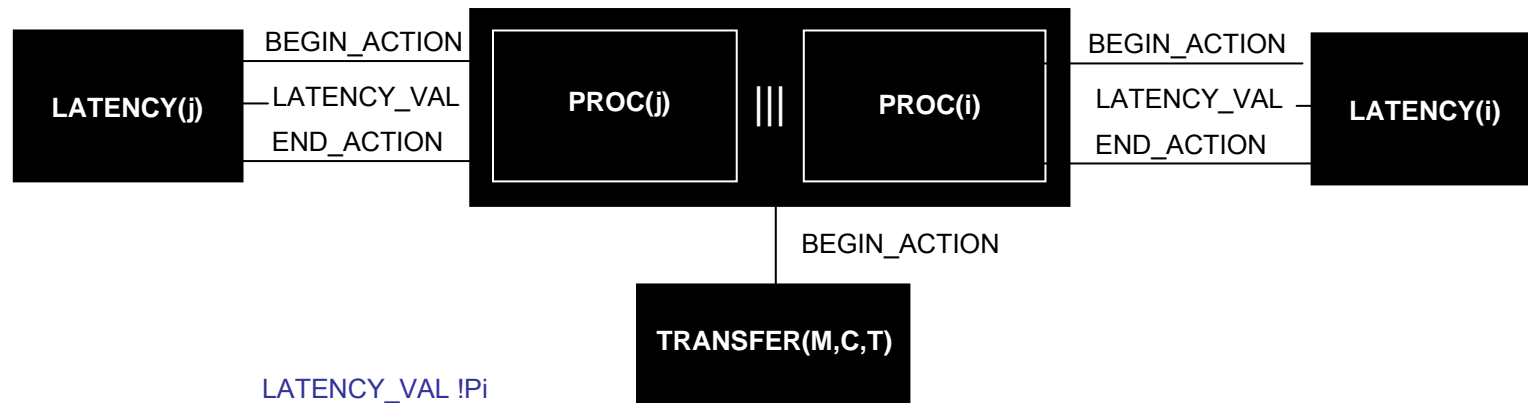 BEGIN_ACTION
LATENCY_VAL
END_ACTION
LATENCY(j)
PROC(j)
|||
PROC(i)
BEGIN_ACTION
LATENCY_VAL
END_ACTION
LATENCY(i)
BEGIN_ACTION
TRANSFER(M,C,T)
LATENCY_VAL !Pi